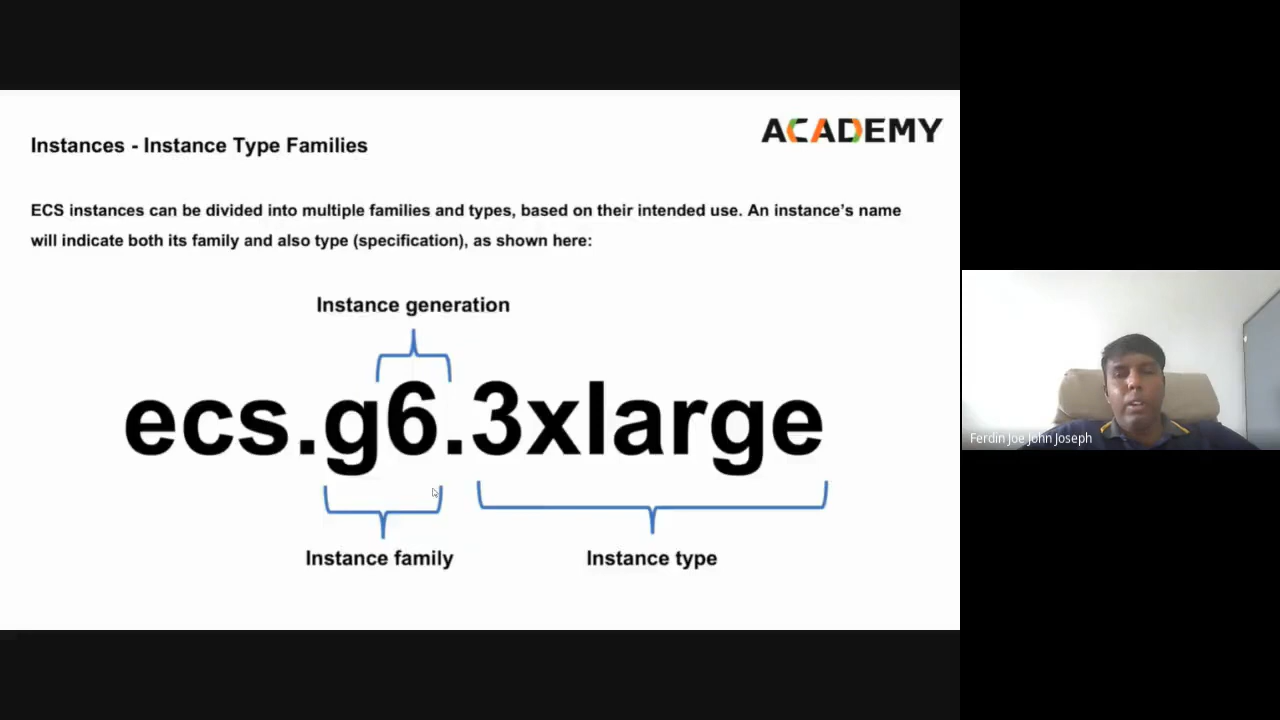 ACADEMY
Instances - Instance Type Families
ECS instances can be divided into multiple families and types, based on their intended use. An instance’s name
will indicate both its family and also type (specification), as shown here:
Instance generation
ecs.g6.3xlarge
Instance family
Instance type
Ferdin Joe John Joseph